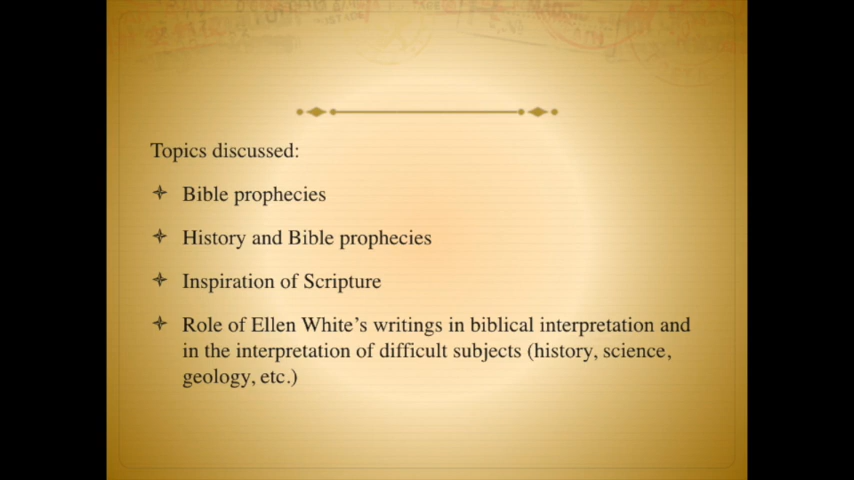 Topics discussed:
Bible prophecies
History and Bible prophecies
Inspiration of Scripture
Role of Ellen White’s writings in biblical interpretation and
in the interpretation of difficult subjects (history, science,
geology, etc.)